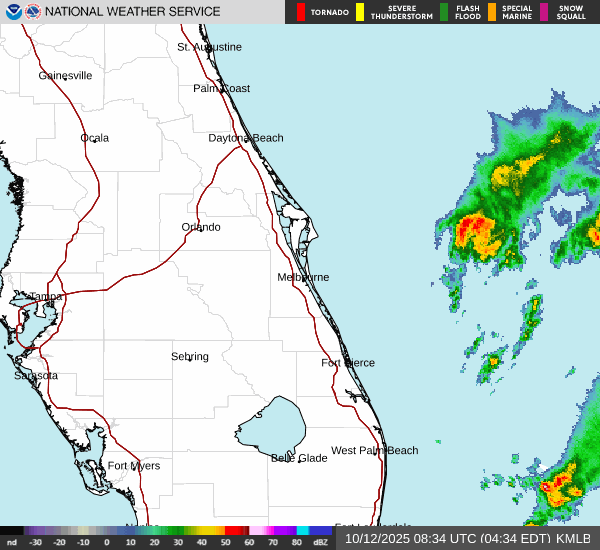 NATIONAL WEATHER SERVICE
TORNADO
SEVERE THUNDERSTORM
FLASH FLOOD
SPECIAL MARINE
SNOW SQUALL
St. Augustine
Gainesville
Palm Coast
Ocala
Daytona Beach
Orlando
Melbourne
Tampa
Sebring
Fort Pierce
Sarasota
West Palm Beach
Belle Glade
Fort Myers
nd -30 -20 -10 0 10 20 30 40 50 60 70 80 dBZ
10/12/2025 08:34 UTC (04:34 EDT) KMLB